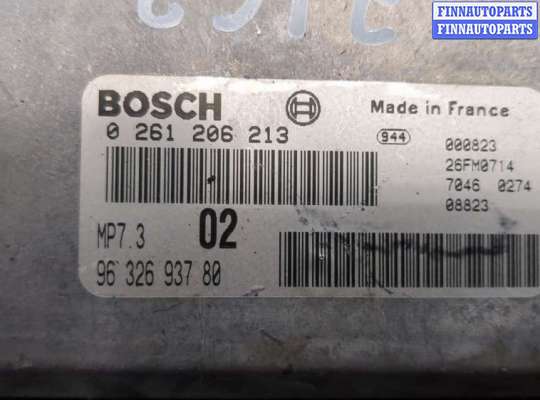 FINNAUTOPARTS
FINNAUTOPARTS
BOSCH
Made in France
0 261 206 213
944
000823
26FM0714
7046 0274
08823
MP7.3 02
96 326 937 80